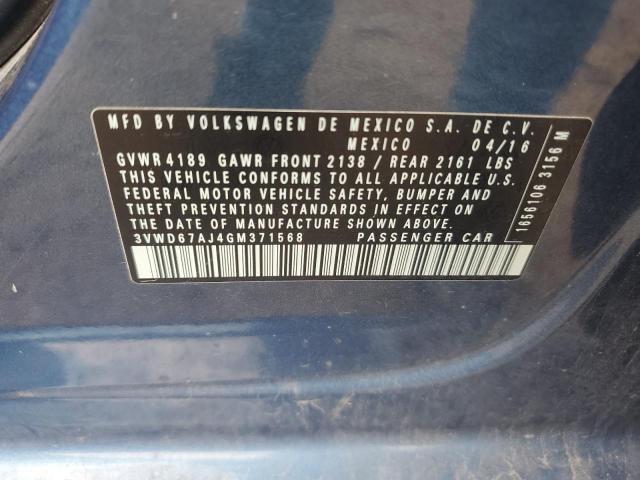 MFD BY VOLKSWAGEN DE MEXICO S.A. DE C.V.
MEXICO 04/16
GVWR 4189 GAWR FRONT 2138 / REAR 2161 LBS
THIS VEHICLE CONFORMS TO ALL APPLICABLE U.S.
FEDERAL MOTOR VEHICLE SAFETY, BUMPER AND
THEFT PREVENTION STANDARDS IN EFFECT ON
THE DATE OF MANUFACTURE SHOWN ABOVE.
3VWD67AJ4GM371568 PASSENGER CAR
1656106 3156 M